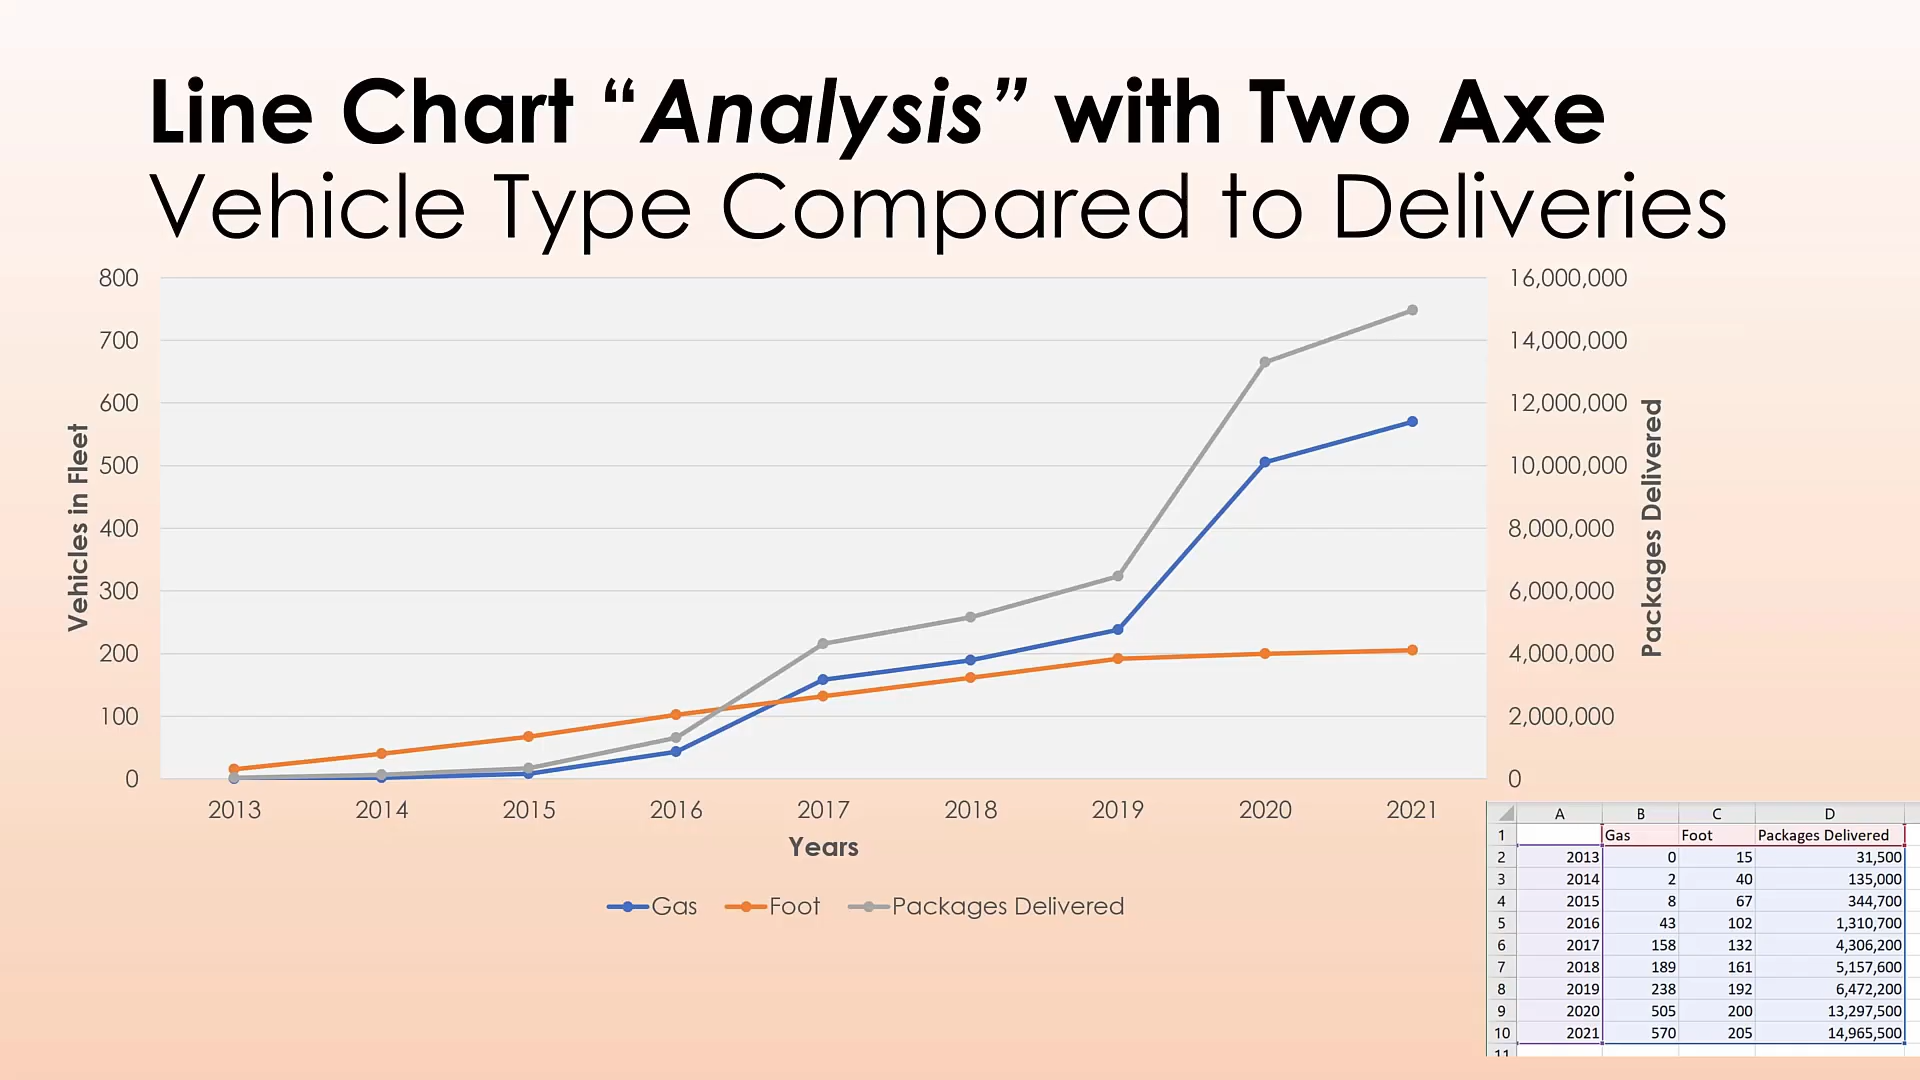 Line Chart “Analysis” with Two Axe
Vehicle Type Compared to Deliveries
800
700
600
500
400
300
200
100
0
Vehicles in Fleet
16,000,000
14,000,000
12,000,000
10,000,000
8,000,000
6,000,000
4,000,000
2,000,000
0
Packages Delivered
2013 2014 2015 2016 2017 2018 2019 2020 2021
Years
Gas Foot Packages Delivered
A B C D
1 Gas Foot Packages Delivered
2 2013 0 15 31,500
3 2014 2 40 135,000
4 2015 8 67 344,700
5 2016 43 102 1,310,700
6 2017 158 132 4,306,200
7 2018 189 161 5,157,600
8 2019 238 192 6,472,200
9 2020 505 200 13,297,500
10 2021 570 205 14,965,500
11